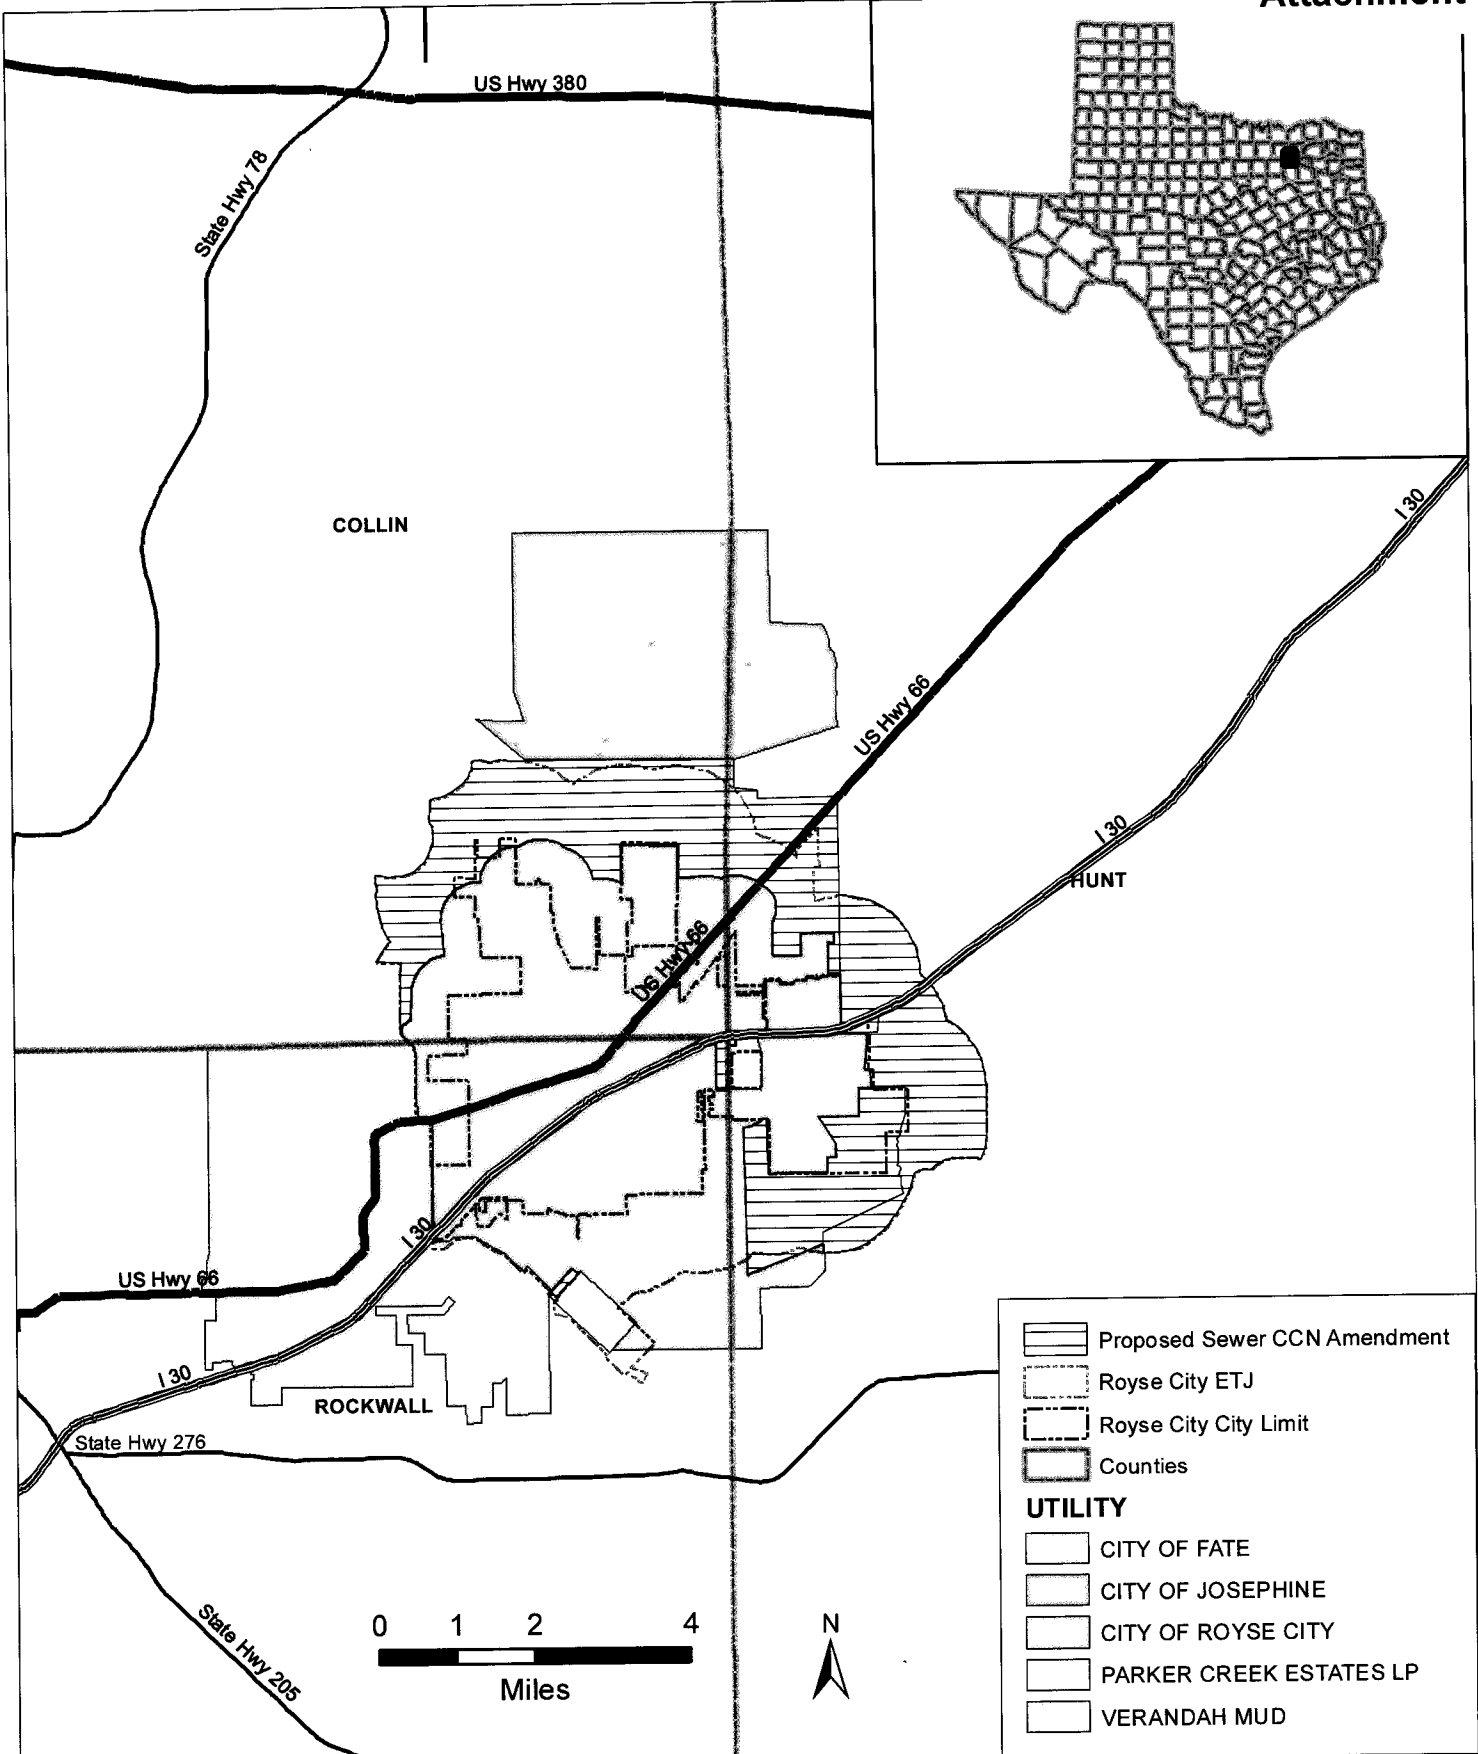 Attachment
US Hwy 380
State Hwy 78
COLLIN
I 30
US Hwy 66
I 30
HUNT
US Hwy 66
I 30
US Hwy 66
I 30
ROCKWALL
State Hwy 276
State Hwy 205
0 1 2 4
Miles
N
Proposed Sewer CCN Amendment
Royse City ETJ
Royse City City Limit
Counties
UTILITY
CITY OF FATE
CITY OF JOSEPHINE
CITY OF ROYSE CITY
PARKER CREEK ESTATES LP
VERANDAH MUD